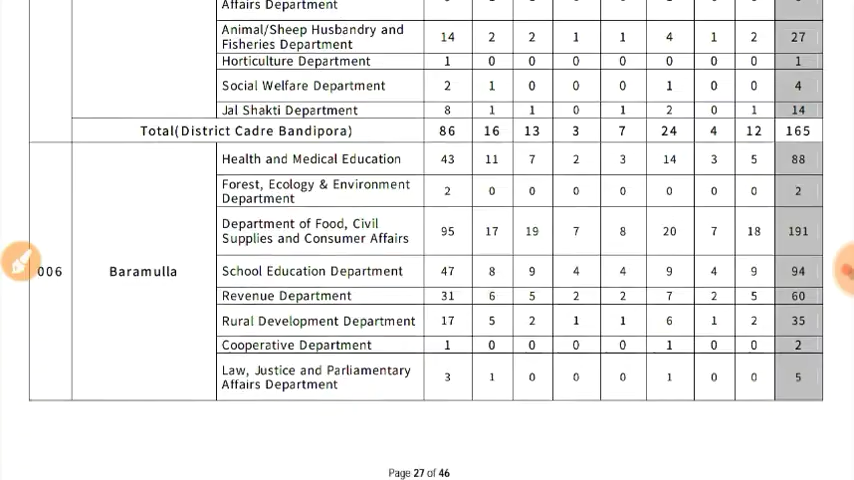 Affairs Department
Animal/Sheep Husbandry and
Fisheries Department 14 2 2 1 1 4 1 2 27
Horticulture Department 1 0 0 0 0 0 0 0 1
Social Welfare Department 2 1 0 0 0 1 0 0 4
Jal Shakti Department 8 1 1 0 1 2 0 1 14
Total(District Cadre Bandipora) 86 16 13 3 7 24 4 12 165
006 Baramulla
Health and Medical Education 43 11 7 2 3 14 3 5 88
Forest, Ecology & Environment
Department 2 0 0 0 0 0 0 0 2
Department of Food, Civil
Supplies and Consumer Affairs 95 17 19 7 8 20 7 18 191
School Education Department 47 8 9 4 4 9 4 9 94
Revenue Department 31 6 5 2 2 7 2 5 60
Rural Development Department 17 5 2 1 1 6 1 2 35
Cooperative Department 1 0 0 0 0 1 0 0 2
Law, Justice and Parliamentary
Affairs Department 3 1 0 0 0 1 0 0 5
Page 27 of 46